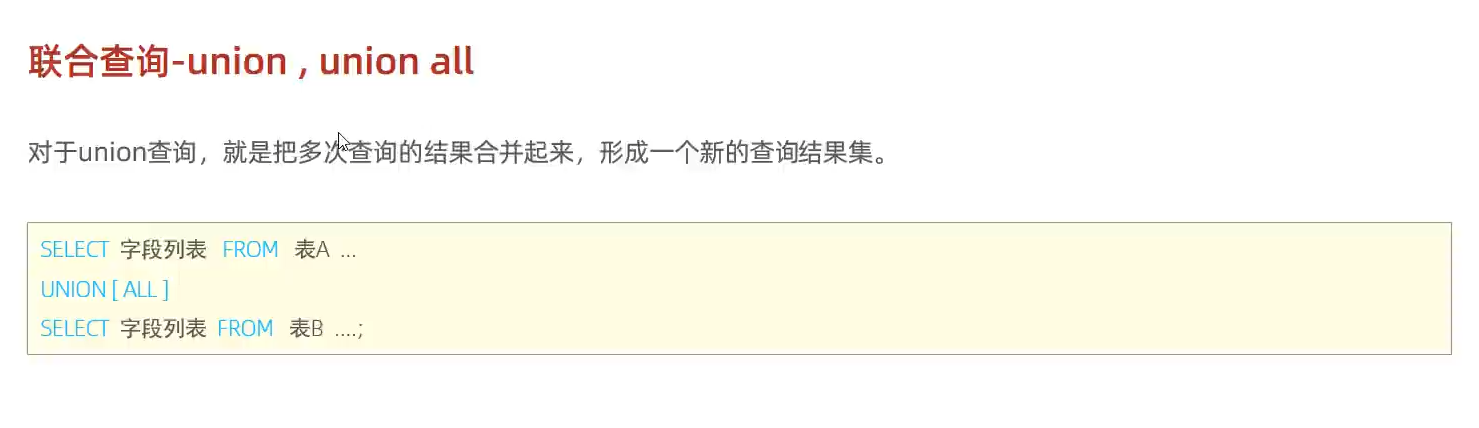 联合查询-union , union all
对于union查询，就是把多次查询的结果合并起来，形成一个新的查询结果集。
SELECT 字段列表 FROM 表A ...
UNION [ ALL ]
SELECT 字段列表 FROM 表B ....;